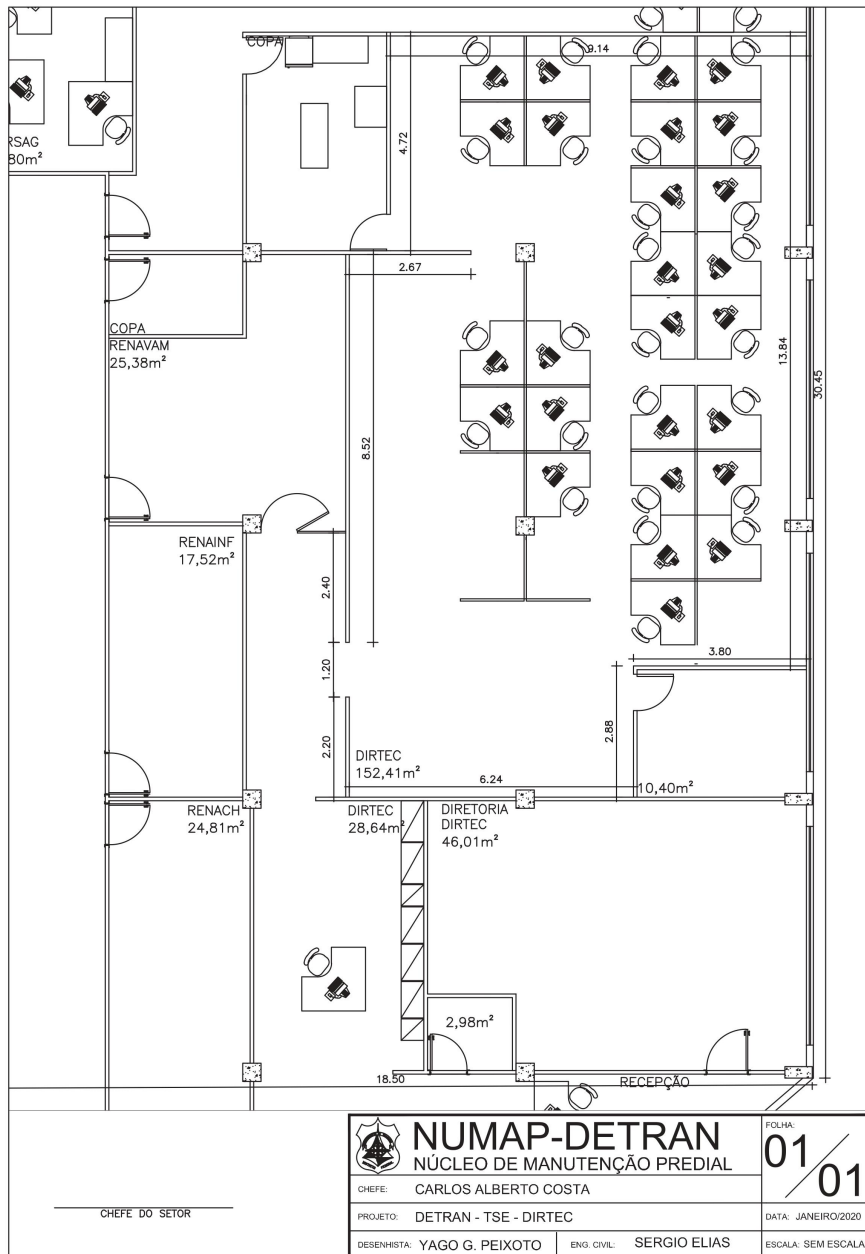 COPA
9.14
RSAG
80m²
4.72
2.67
COPA
RENAVAM
25,38m²
13.84
30.45
8.52
RENAINF
17,52m²
2.40
1.20
3.80
2.88
2.20
DIRTEC
152,41m²
6.24
10,40m²
RENACH
24,81m²
DIRTEC
28,64m²
DIRETORIA
DIRTEC
46,01m²
2,98m²
18.50
RECEPÇÃO
CHEFE DO SETOR
NUMAP-DETRAN
NÚCLEO DE MANUTENÇÃO PREDIAL
FOLHA:
01/01
CHEFE: CARLOS ALBERTO COSTA
PROJETO: DETRAN - TSE - DIRTEC
DATA: JANEIRO/2020
DESENHISTA: YAGO G. PEIXOTO
ENG. CIVIL: SERGIO ELIAS
ESCALA: SEM ESCALA